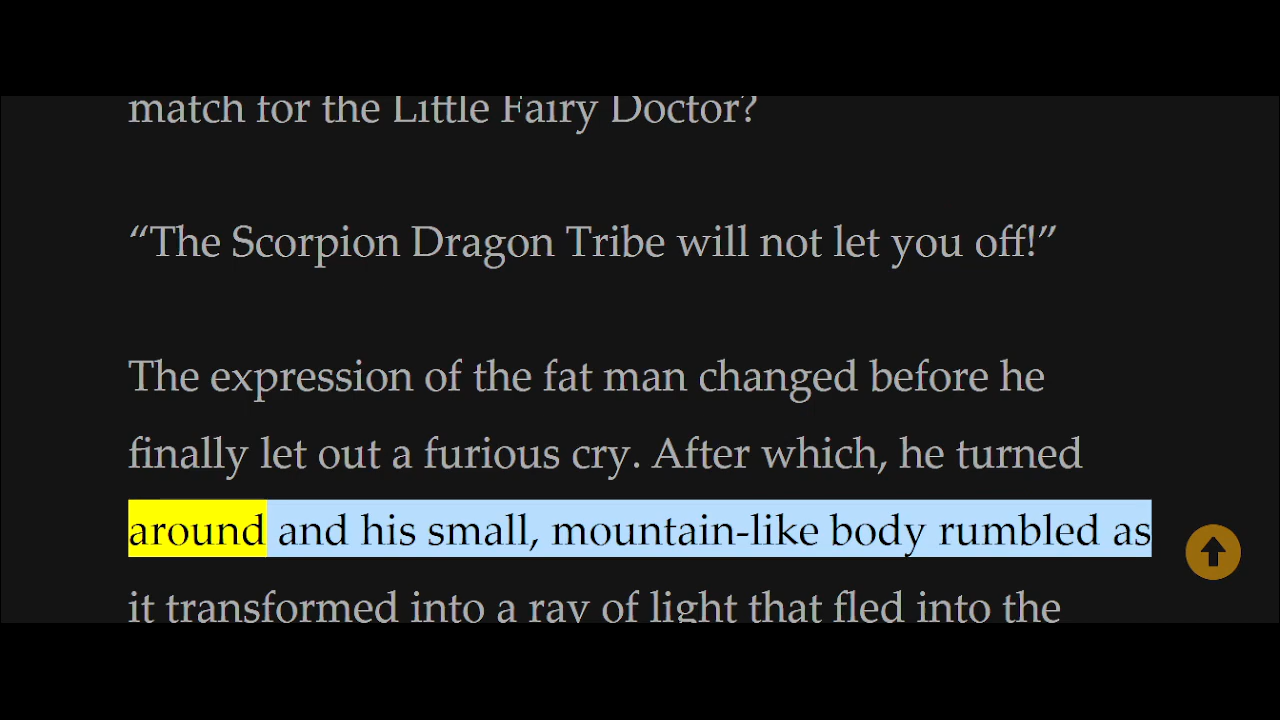 match for the Little Fairy Doctor?
“The Scorpion Dragon Tribe will not let you off!”
The expression of the fat man changed before he
finally let out a furious cry. After which, he turned
around and his small, mountain-like body rumbled as
it transformed into a ray of light that fled into the